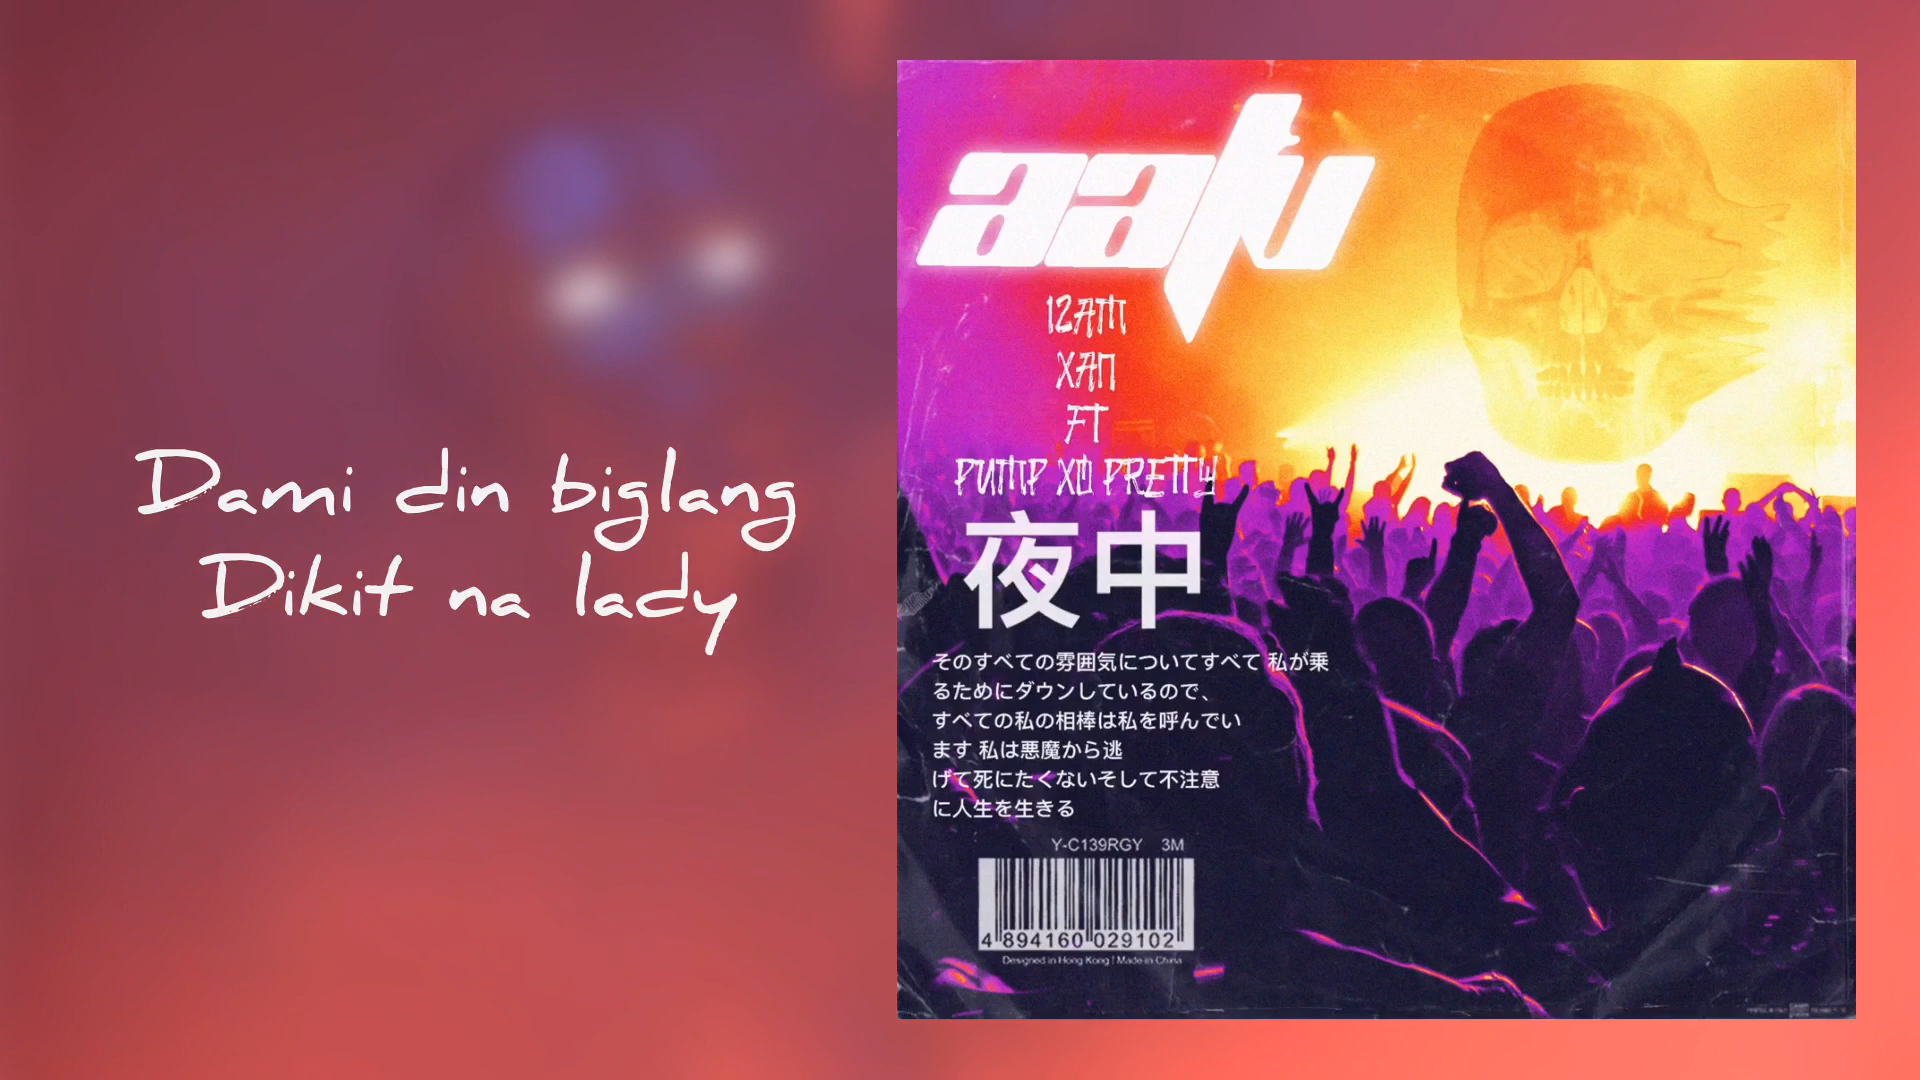 Dami din biglang
Dikit na lady
aatu
12AM
XAN
FT
PUMP XO PRETTY
夜中
そのすべての雰囲気についてすべて 私が乗
るためにダウンしているので、
すべての私の相棒は私を呼んでい
ます 私は悪魔から逃
げて死にたくないそして不注意
に人生を生きる
Y-C139RGY 3M
4 894160 029102
Designed in Hong Kong | Made in China